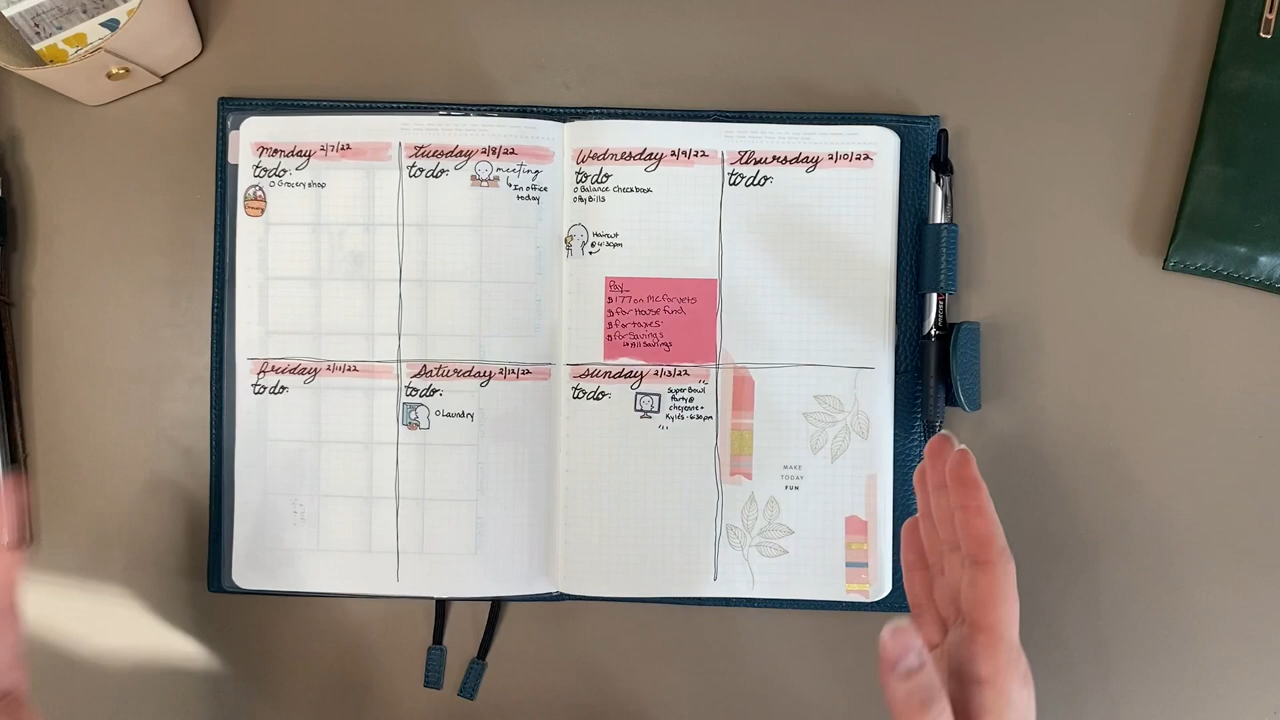 Monday 2/7/22
to do:
O Grocery shop
Tuesday 2/8/22
to do:
meeting
In office
today
Wednesday 2/9/22
to do
O Balance checkbook
O Pay Bills
Haircut
@ 4:30pm
Pay
$177 on
$ for House fund
$ for taxes
$ for Savings
All Savings
Thursday 2/10/22
to do:
Friday 2/11/22
to do:
Saturday 2/12/22
to do:
O Laundry
Sunday 2/13/22
to do:
Super Bowl
Party @
cheyenne +
Kyles - 6:30pm
MAKE
TODAY
FUN
PRECISE V